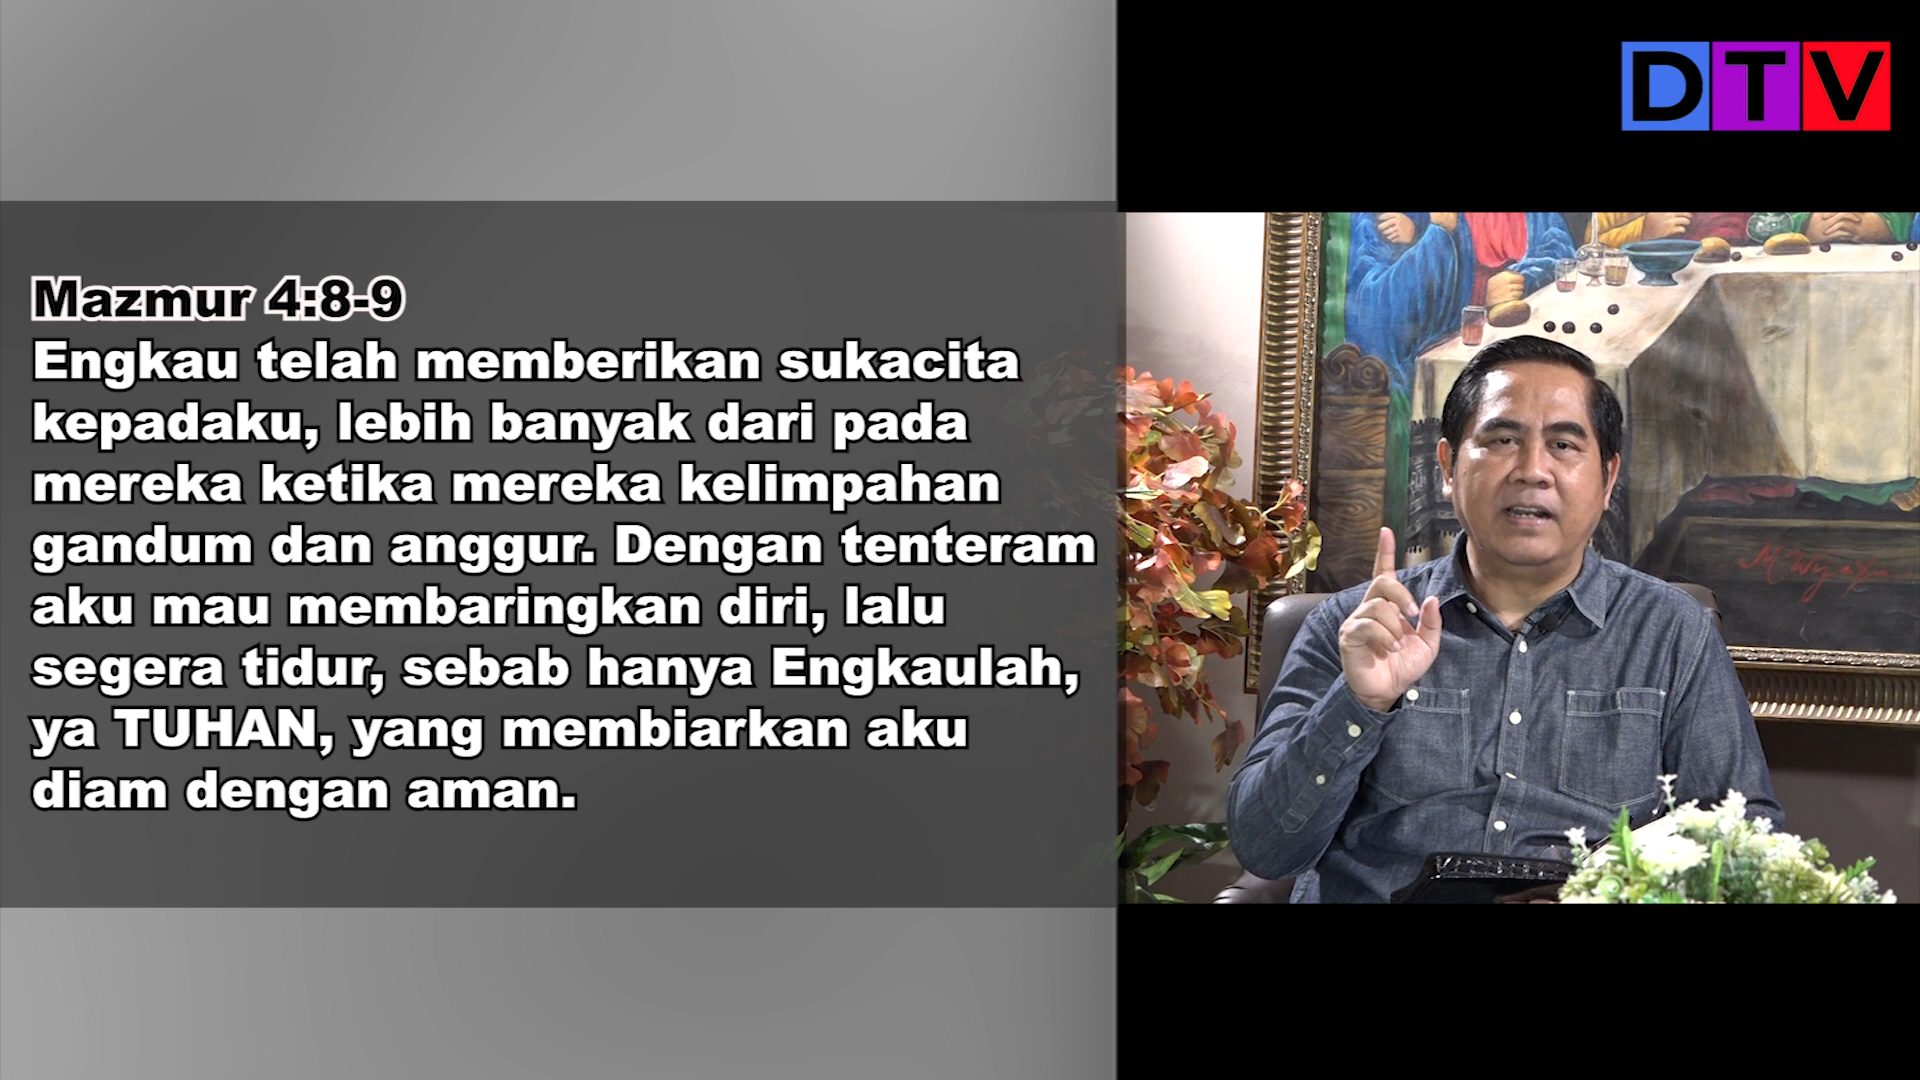 DTV
Mazmur 4:8-9
Engkau telah memberikan sukacita
kepadaku, lebih banyak dari pada
mereka ketika mereka kelimpahan
gandum dan anggur. Dengan tenteram
aku mau membaringkan diri, lalu
segera tidur, sebab hanya Engkaulah,
ya TUHAN, yang membiarkan aku
diam dengan aman.